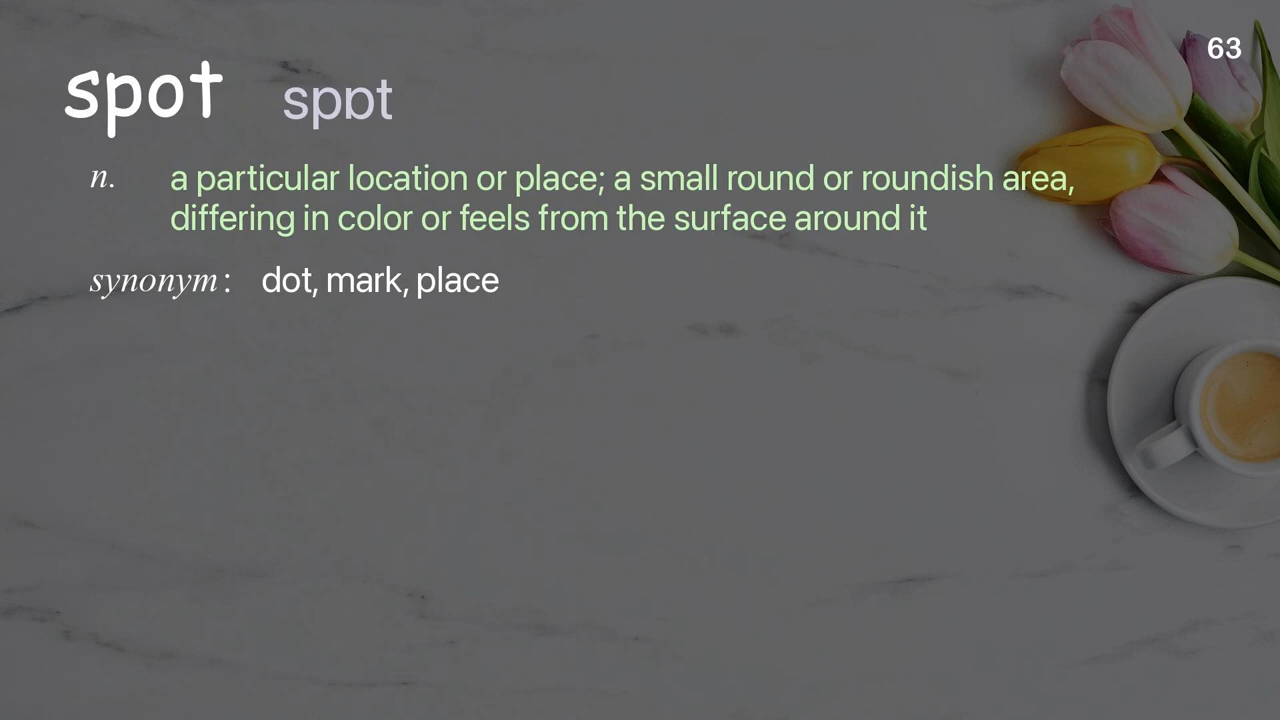 63
spot spɒt
n. a particular location or place; a small round or roundish area,
differing in color or feels from the surface around it
synonym: dot, mark, place